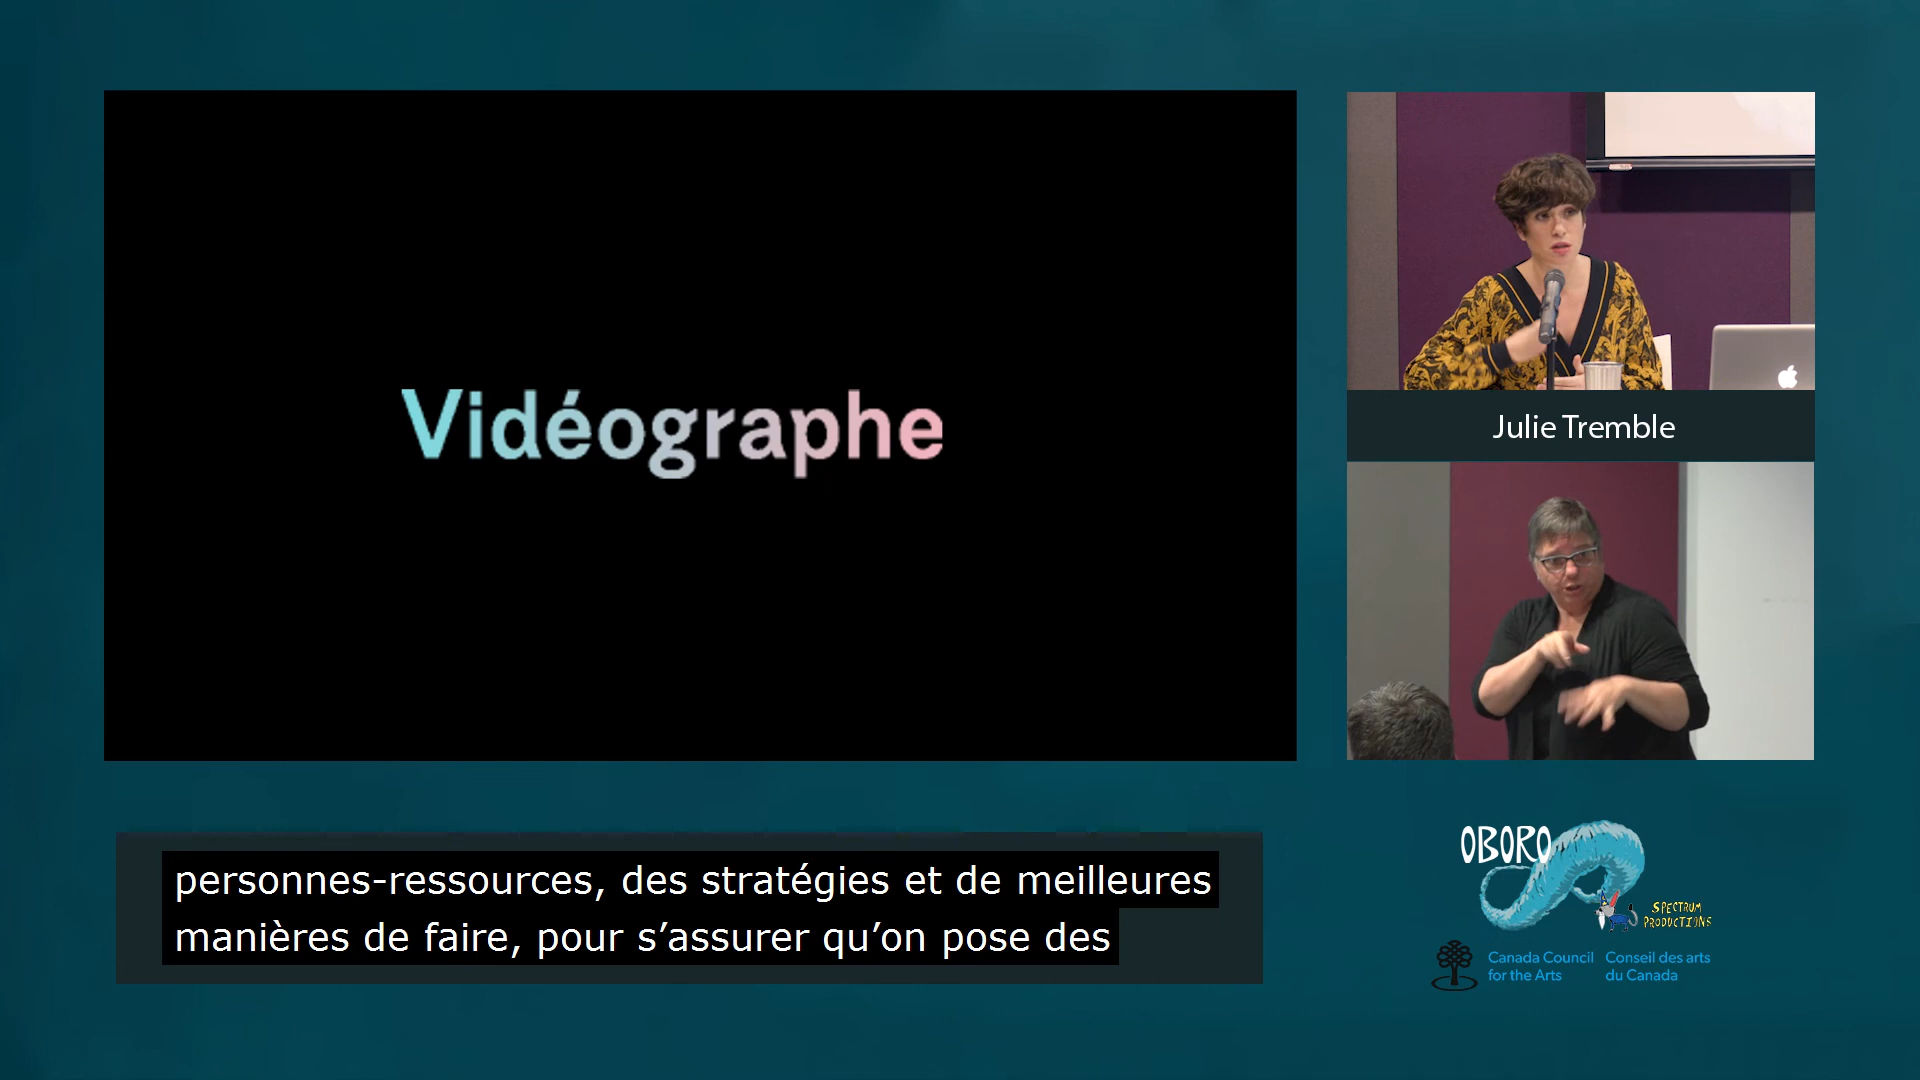 Vidéographe
Julie Tremble
personnes-ressources, des stratégies et de meilleures
manières de faire, pour s’assurer qu’on pose des
OBORO
SPECTRUM
PRODUCTIONS
Canada Council
for the Arts
Conseil des arts
du Canada